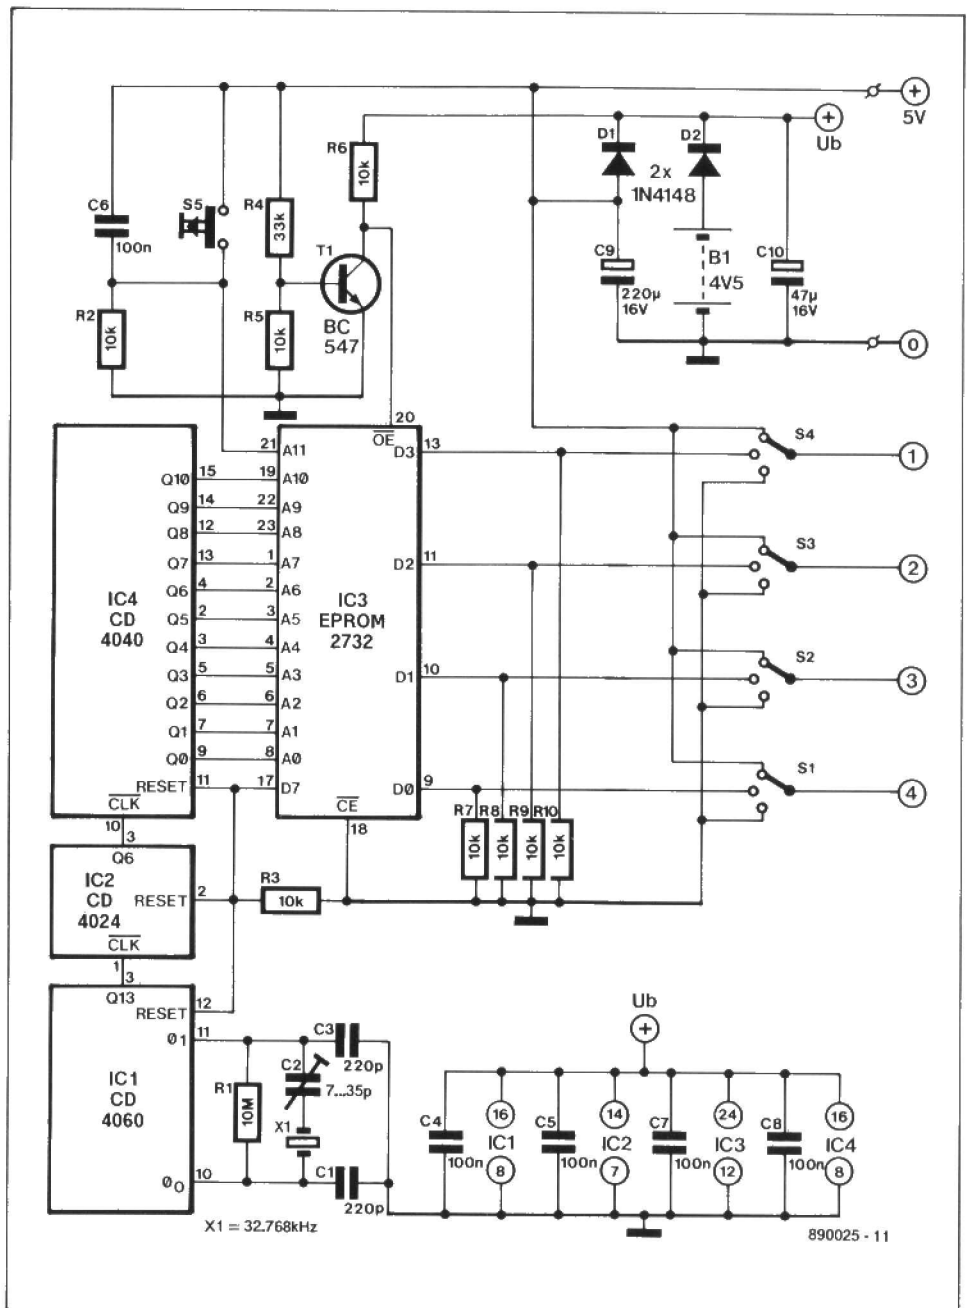 +
5V
+
Ub
D1
D2
2x
1N4148
R6
10k
C6
100n
S5
R4
33k
T1
C9
220µ
16V
B1
4V5
C10
47µ
16V
R2
10k
R5
10k
BC
547
0
20
OE
21
A11
D3
13
S4
1
Q10
15
19
A10
Q9
14
22
A9
Q8
12
23
A8
Q7
13
1
A7
D2
11
S3
2
Q6
4
2
A6
IC4
CD
4040
IC3
EPROM
2732
Q5
2
3
A5
Q4
3
4
A4
Q3
5
5
A3
D1
10
S2
3
Q2
6
6
A2
Q1
7
7
A1
Q0
9
8
A0
S1
RESET
11
17
D7
D0
9
4
CLK
10
CE
18
R7
R8
R9
R10
10k
10k
10k
10k
3
Q6
IC2
CD
4024
RESET
2
R3
10k
CLK
1
3
Q13
RESET
12
Ub
+
ø1
11
C3
220p
R1
10M
C2
7...35p
IC1
CD
4060
X1
C4
100n
16
IC1
8
C5
100n
14
IC2
7
C7
100n
24
IC3
12
C8
100n
16
IC4
8
øo
10
C1
220p
X1 = 32.768kHz
890025 - 11